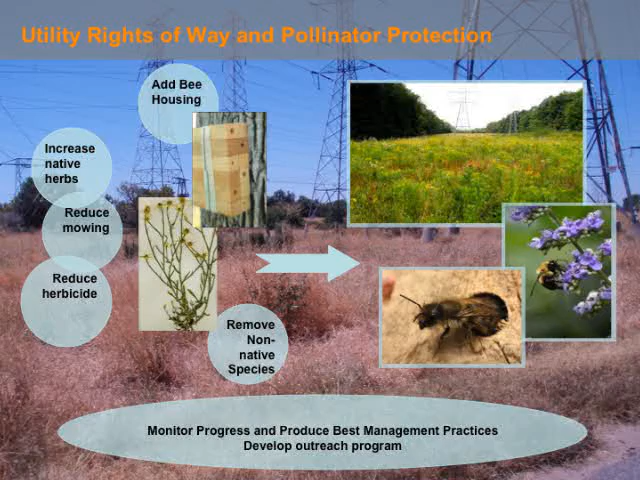 Utility Rights of Way and Pollinator Protection
Add Bee
Housing
Increase
native
herbs
Reduce
mowing
Reduce
herbicide
Remove
Non-
native
Species
Monitor Progress and Produce Best Management Practices
Develop outreach program